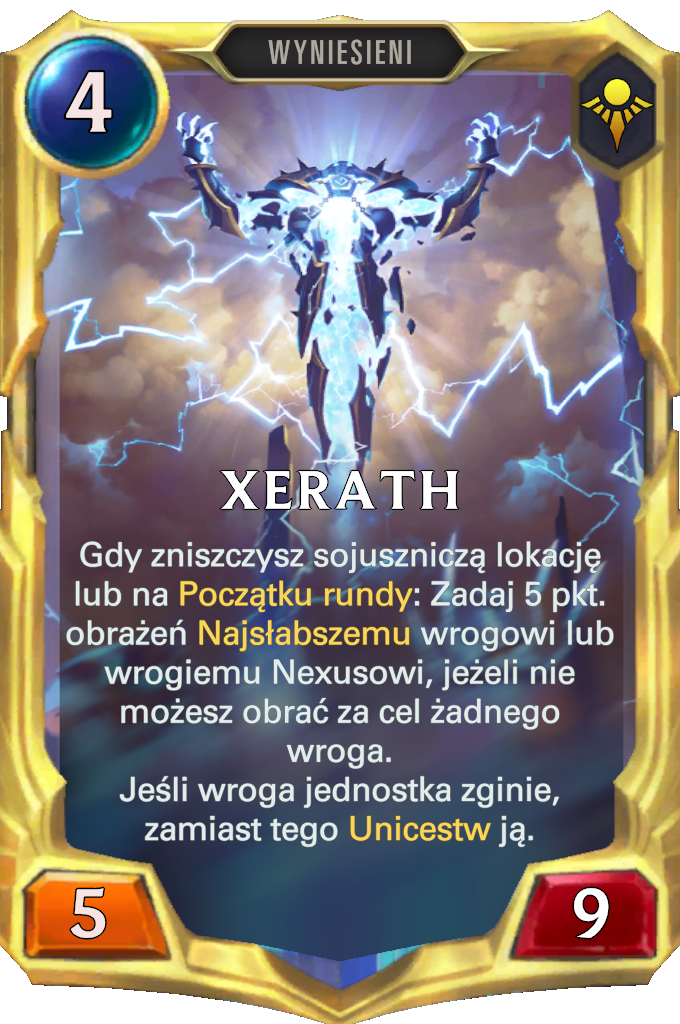 WYNIESIENI
4
XERATH
Gdy zniszczysz sojuszniczą lokację
lub na Początku rundy: Zadaj 5 pkt.
obrażeń Najsłabszemu wrogowi lub
wrogiemu Nexusowi, jeżeli nie
możesz obrać za cel żadnego
wroga.
Jeśli wroga jednostka zginie,
zamiast tego Unicestw ją.
5
9